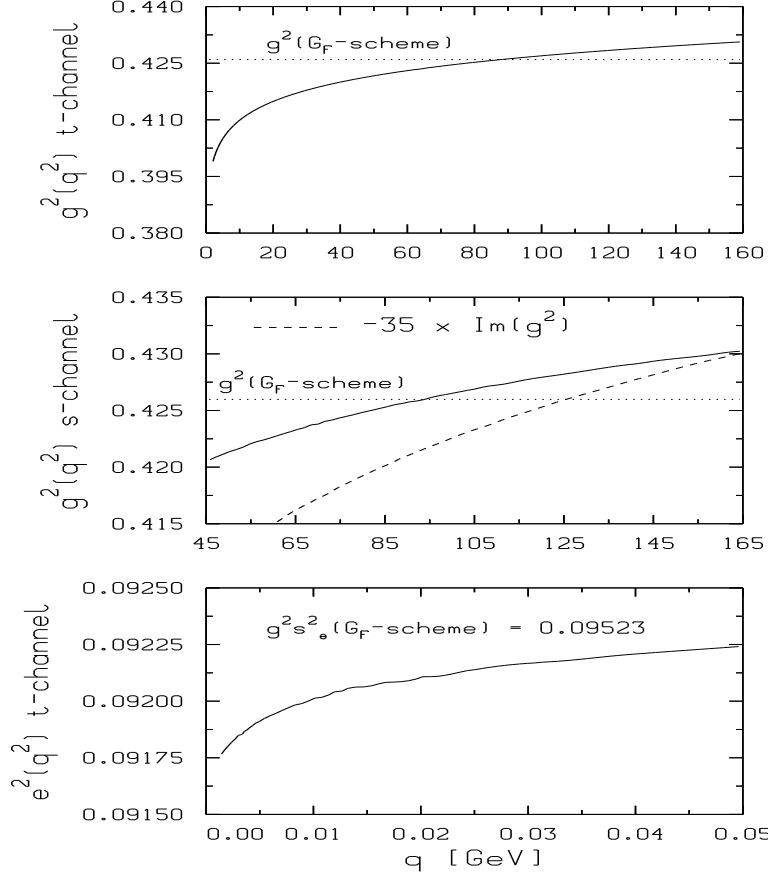 0.440
0.425
0.410
0.395
0.380
g²(q²) t-channel
g²(G_F-scheme)
0 20 40 60 80 100 120 140 160
0.435
0.430
0.425
0.420
0.415
g²(q²) s-channel
-35 x Im(g²)
g²(G_F-scheme)
45 65 85 105 125 145 165
0.09250
0.09225
0.09200
0.09175
0.09150
e²(q²) t-channel
g²s²_e(G_F-scheme) = 0.09523
0.00 0.01 0.02 0.03 0.04 0.05
q [GeV]